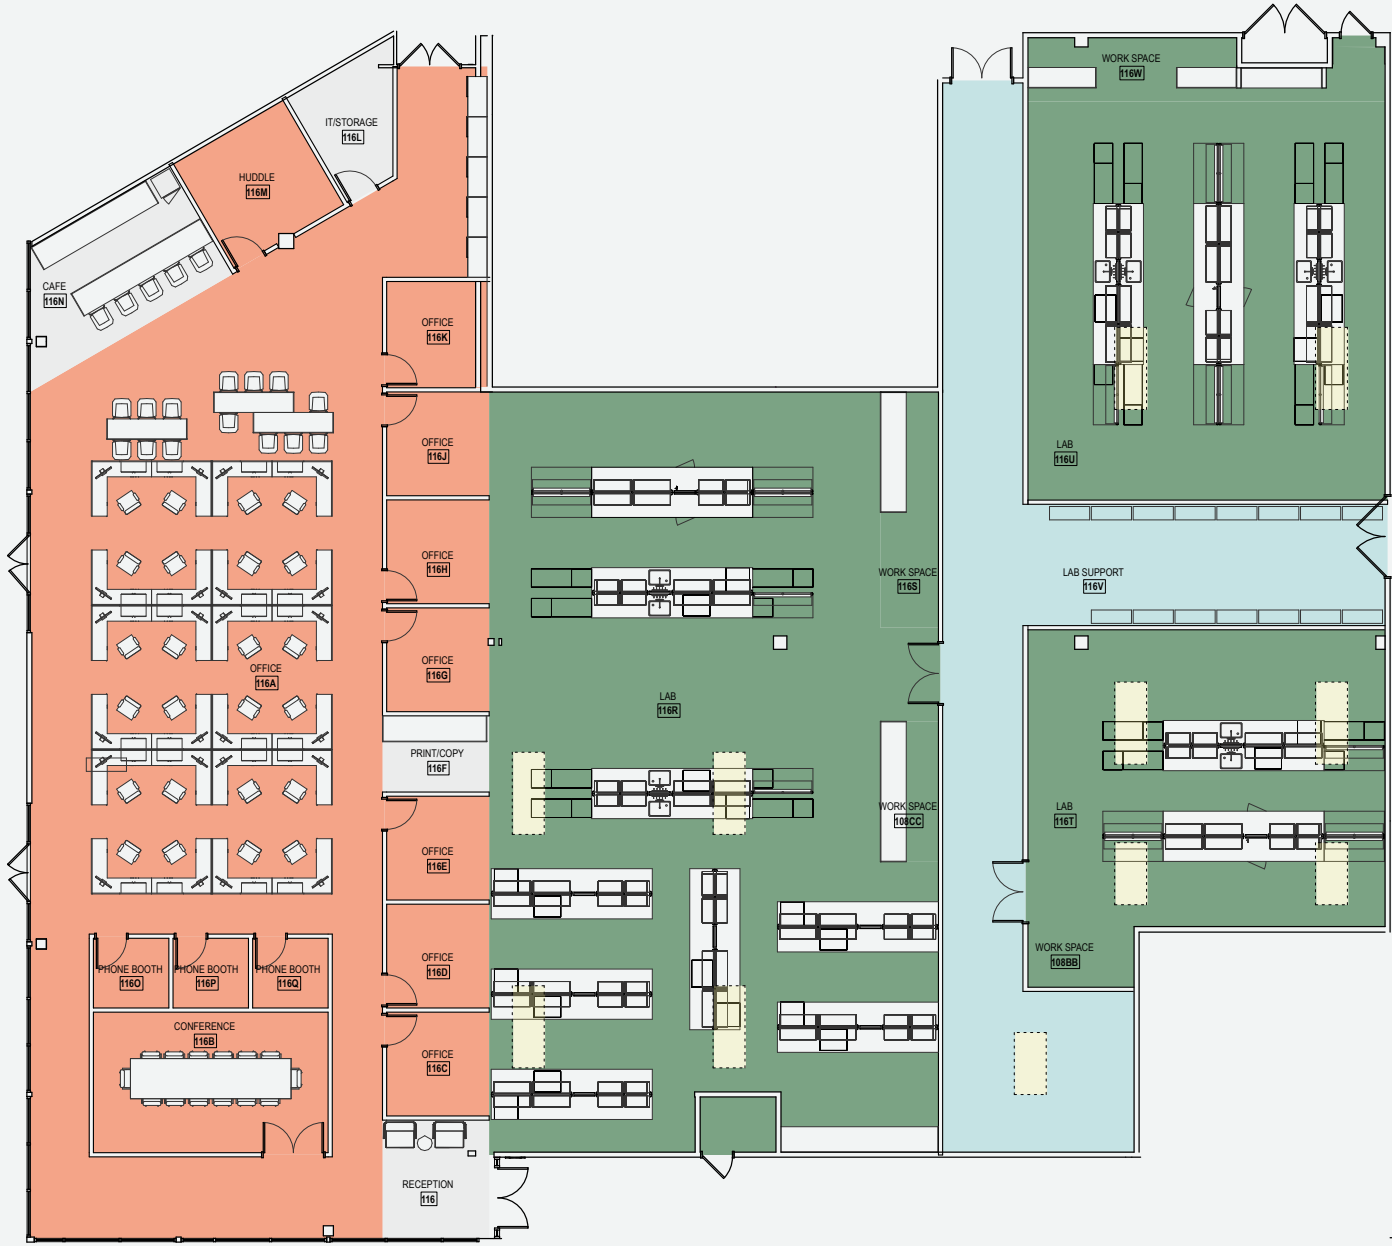 WORK SPACE
116W
IT/STORAGE
116L
HUDDLE
116M
CAFE
116N
OFFICE
116K
OFFICE
116J
LAB
116U
OFFICE
116H
WORK SPACE
116S
LAB SUPPORT
116V
OFFICE
116A
OFFICE
116G
LAB
116R
PRINT/COPY
116F
WORK SPACE
108CC
LAB
116T
OFFICE
116E
OFFICE
116D
WORK SPACE
108BB
PHONE BOOTH
116O
PHONE BOOTH
116P
PHONE BOOTH
116Q
CONFERENCE
116B
OFFICE
116C
RECEPTION
116